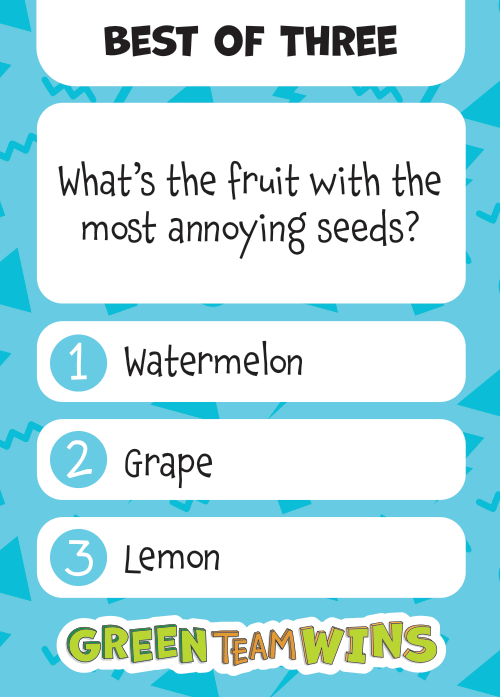 BEST OF THREE
What's the fruit with the
most annoying seeds?
1 Watermelon
2 Grape
3 Lemon
GREEN TEAM WINS